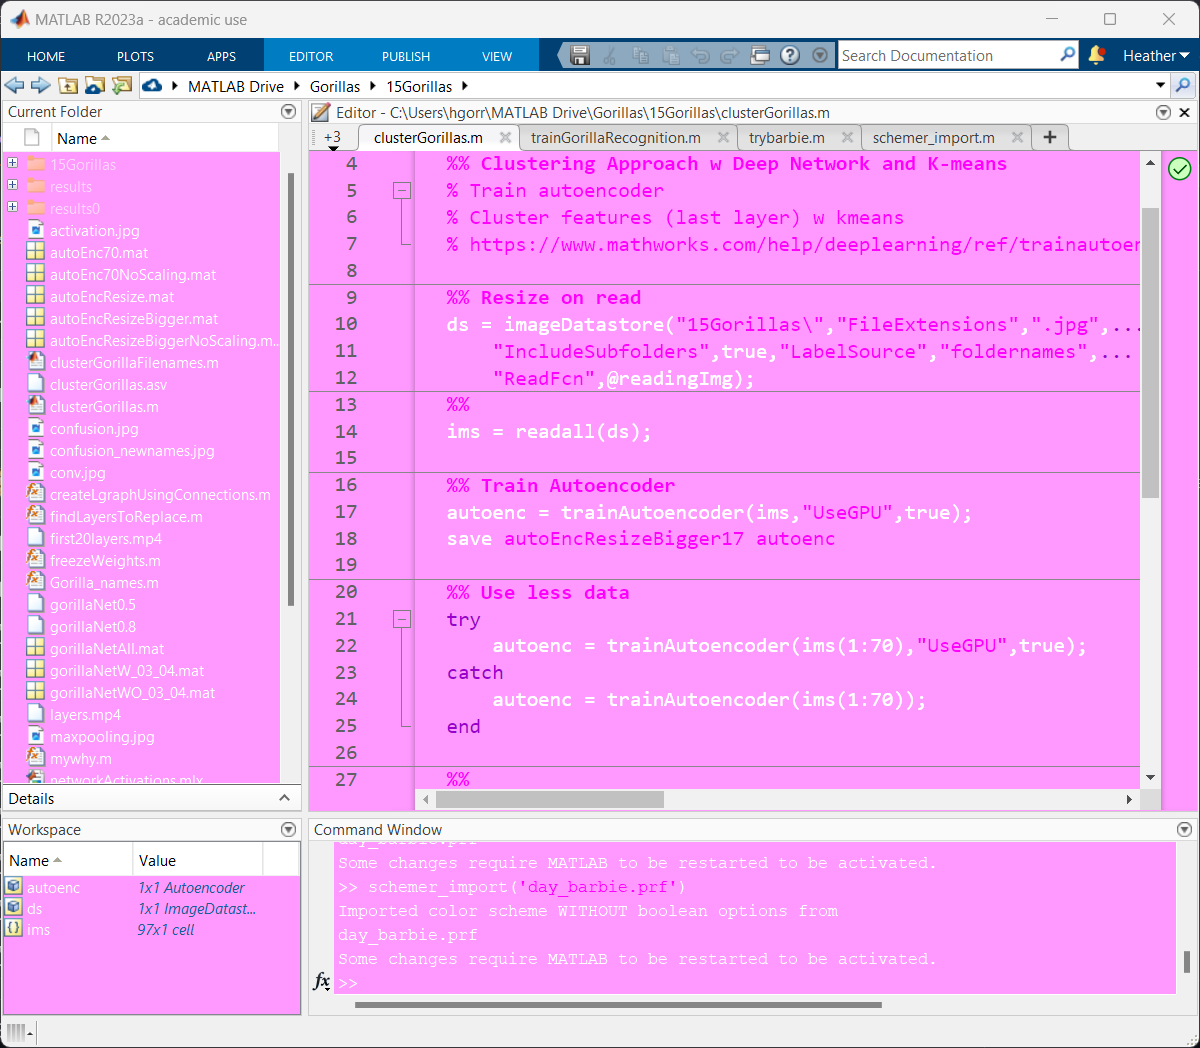 MATLAB R2023a - academic use
HOME PLOTS APPS EDITOR PUBLISH VIEW Search Documentation Heather
MATLAB Drive Gorillas 15Gorillas
Current Folder
Name
15Gorillas
results
results0
activation.jpg
autoEnc70.mat
autoEnc70NoScaling.mat
autoEncResize.mat
autoEncResizeBigger.mat
autoEncResizeBiggerNoScaling.m...
clusterGorillaFilenames.m
clusterGorillas.asv
clusterGorillas.m
confusion.jpg
confusion_newnames.jpg
conv.jpg
createLgraphUsingConnections.m
findLayersToReplace.m
first20layers.mp4
freezeWeights.m
Gorilla_names.m
gorillaNet0.5
gorillaNet0.8
gorillaNetAll.mat
gorillaNetW_03_04.mat
gorillaNetWO_03_04.mat
layers.mp4
maxpooling.jpg
mywhy.m
networkActivations.mlx
Details
Editor - C:\Users\hgorr\MATLAB Drive\Gorillas\15Gorillas\clusterGorillas.m
+3 clusterGorillas.m trainGorillaRecognition.m trybarbie.m schemer_import.m +
4 %% Clustering Approach w Deep Network and K-means
5 % Train autoencoder
6 % Cluster features (last layer) w kmeans
7 % https://www.mathworks.com/help/deeplearning/ref/trainautoen
8
9 %% Resize on read
10 ds = imageDatastore("15Gorillas\","FileExtensions",".jpg",...
11 "IncludeSubfolders",true,"LabelSource","foldernames",...
12 "ReadFcn",@readingImg);
13 %%
14 ims = readall(ds);
15
16 %% Train Autoencoder
17 autoenc = trainAutoencoder(ims,"UseGPU",true);
18 save autoEncResizeBigger17 autoenc
19
20 %% Use less data
21 try
22 autoenc = trainAutoencoder(ims(1:70),"UseGPU",true);
23 catch
24 autoenc = trainAutoencoder(ims(1:70));
25 end
26
27 %%
Workspace
Name Value
autoenc 1x1 Autoencoder
ds 1x1 ImageDatast...
ims 97x1 cell
Command Window
day_barbie.prf
Some changes require MATLAB to be restarted to be activated.
>> schemer_import('day_barbie.prf')
Imported color scheme WITHOUT boolean options from
day_barbie.prf
Some changes require MATLAB to be restarted to be activated.
fx >>